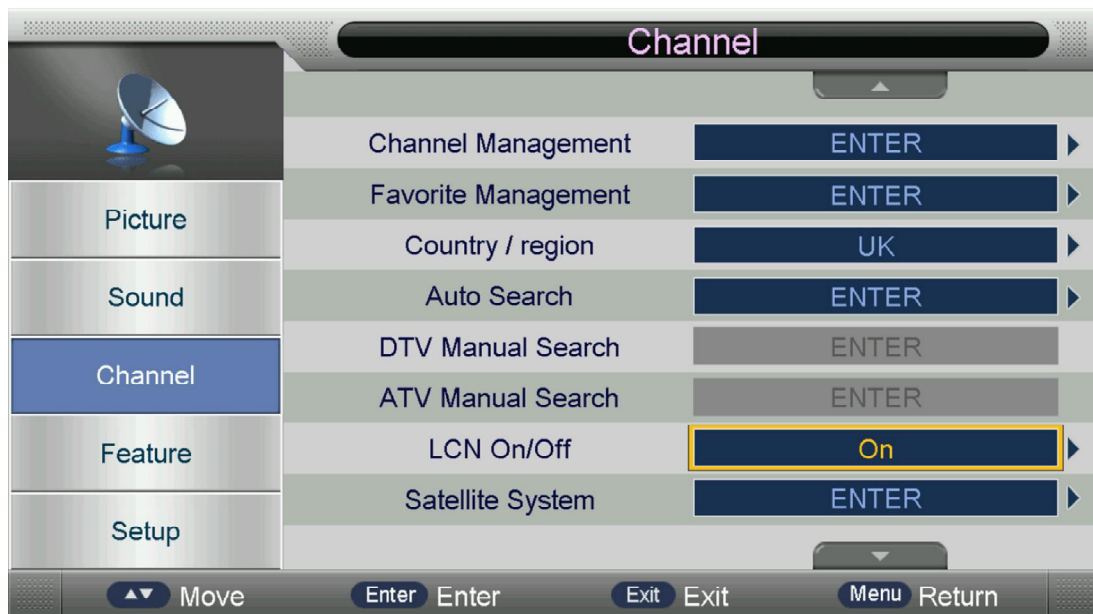 Channel
Channel Management ENTER
Favorite Management ENTER
Picture
Country / region UK
Sound
Auto Search ENTER
DTV Manual Search ENTER
Channel
ATV Manual Search ENTER
Feature
LCN On/Off On
Satellite System ENTER
Setup
Move Enter Enter Exit Exit Menu Return